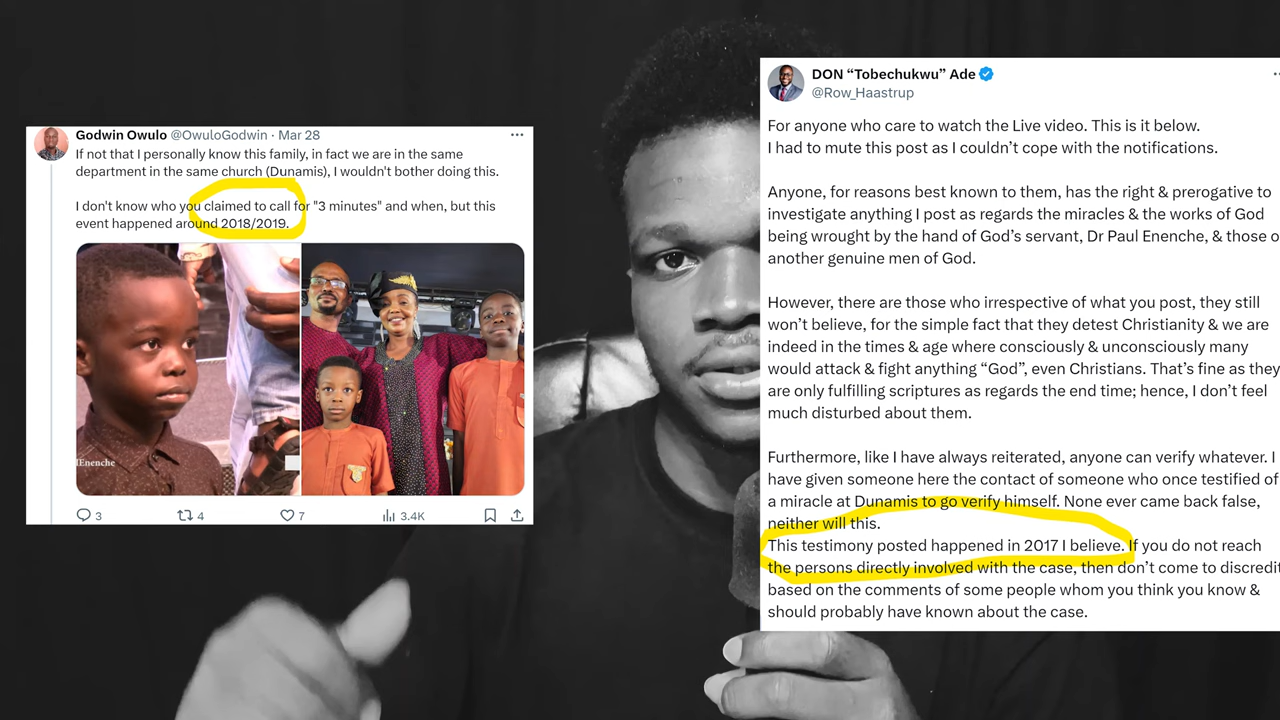 Godwin Owulo @OwuloGodwin · Mar 28
If not that I personally know this family, in fact we are in the same
department in the same church (Dunamis), I wouldn't bother doing this.
I don't know who you claimed to call for "3 minutes" and when, but this
event happened around 2018/2019.
Enenche
3
4
7
3.4K
DON “Tobechukwu” Ade
@Row_Haastrup
For anyone who care to watch the Live video. This is it below.
I had to mute this post as I couldn’t cope with the notifications.
Anyone, for reasons best known to them, has the right & prerogative to
investigate anything I post as regards the miracles & the works of God
being wrought by the hand of God’s servant, Dr Paul Enenche, & those o
another genuine men of God.
However, there are those who irrespective of what you post, they still
won’t believe, for the simple fact that they detest Christianity & we are
indeed in the times & age where consciously & unconsciously many
would attack & fight anything “God”, even Christians. That’s fine as they
are only fulfilling scriptures as regards the end time; hence, I don’t feel
much disturbed about them.
Furthermore, like I have always reiterated, anyone can verify whatever. I
have given someone here the contact of someone who once testified of
a miracle at Dunamis to go verify himself. None ever came back false,
neither will this.
This testimony posted happened in 2017 I believe. If you do not reach
the persons directly involved with the case, then don’t come to discredit
based on the comments of some people whom you think you know &
should probably have known about the case.